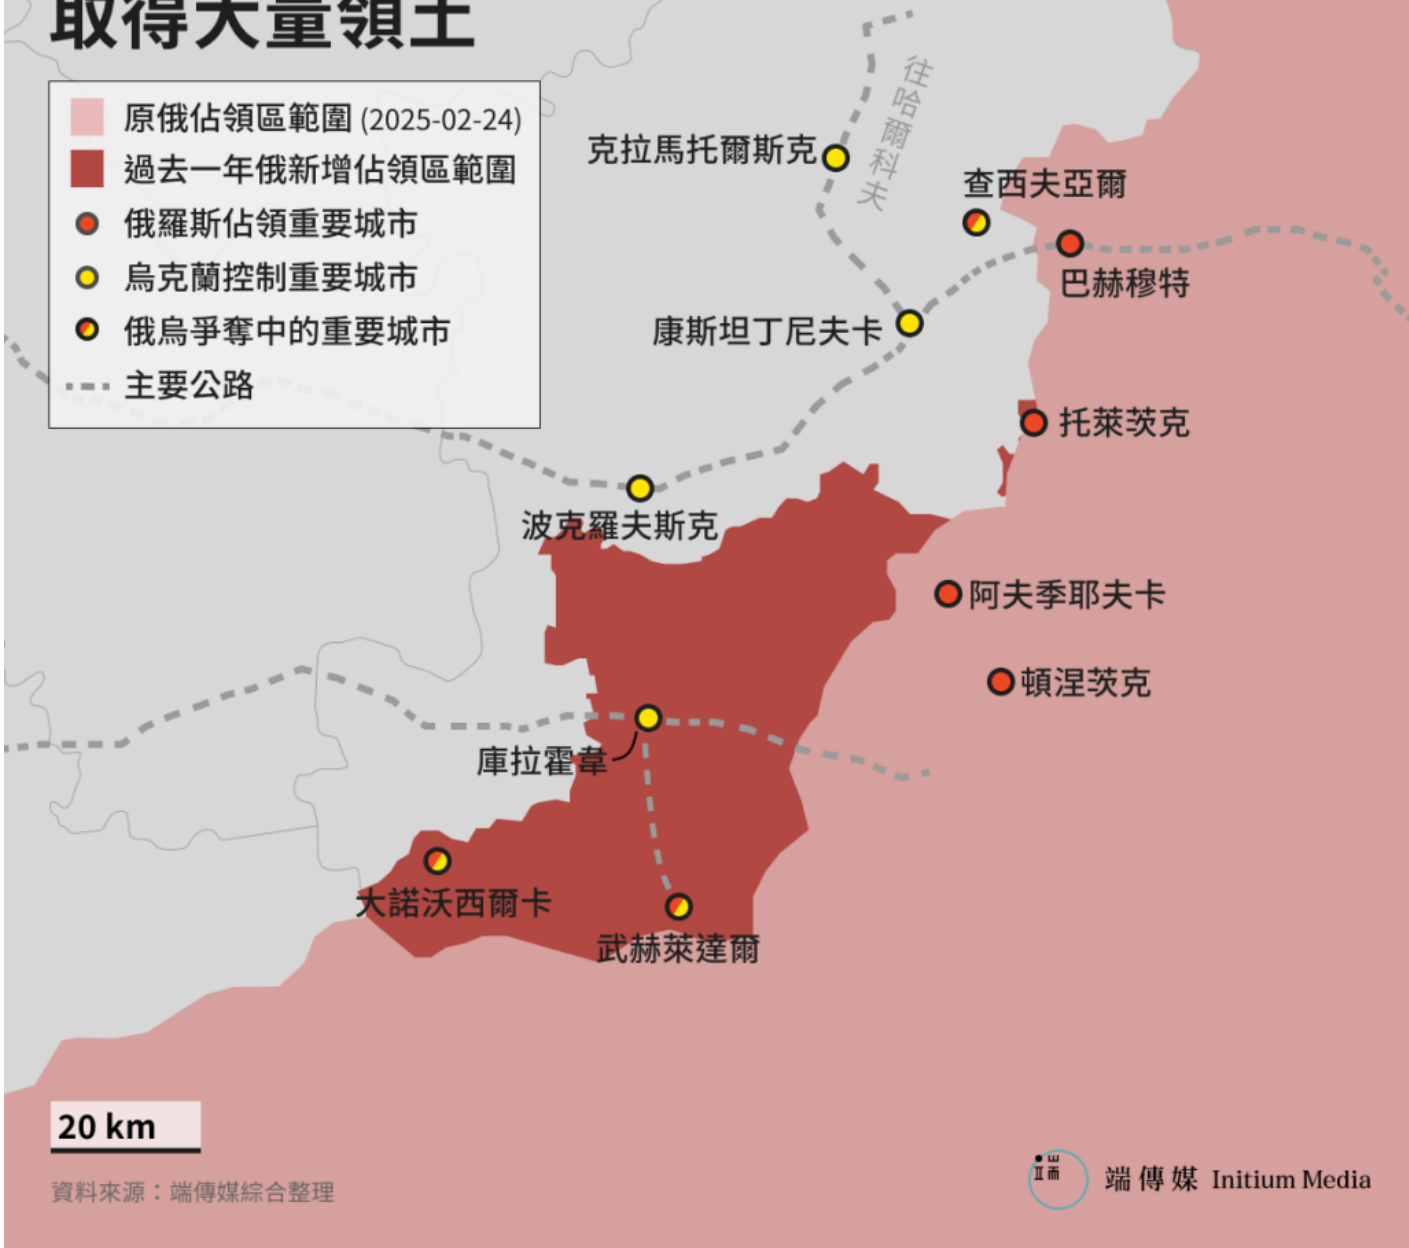 取得大量領土
原俄佔領區範圍 (2025-02-24)
過去一年俄新增佔領區範圍
俄羅斯佔領重要城市
烏克蘭控制重要城市
俄烏爭奪中的重要城市
主要公路
往哈爾科夫
克拉馬托爾斯克
查西夫亞爾
巴赫穆特
康斯坦丁尼夫卡
托萊茨克
波克羅夫斯克
阿夫季耶夫卡
頓涅茨克
庫拉霍韋
大諾沃西爾卡
武赫萊達爾
20 km
資料來源：端傳媒綜合整理
端傳媒 Initium Media